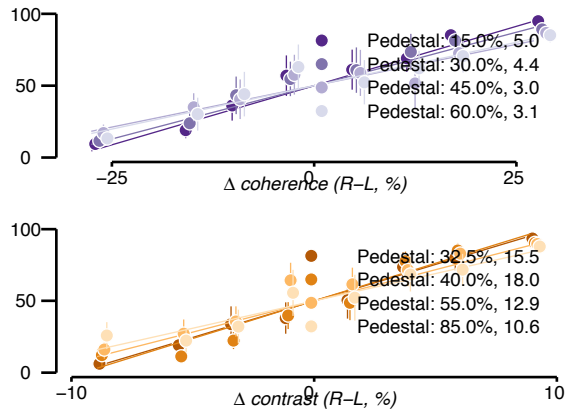 100
Pedestal: 15.0%, 5.0
Pedestal: 30.0%, 4.4
50
Pedestal: 45.0%, 3.0
Pedestal: 60.0%, 3.1
0
−25 0 25
Δ coherence (R−L, %)
100
Pedestal: 32.5%, 15.5
Pedestal: 40.0%, 18.0
50
Pedestal: 55.0%, 12.9
Pedestal: 85.0%, 10.6
0
−10 0 10
Δ contrast (R−L, %)